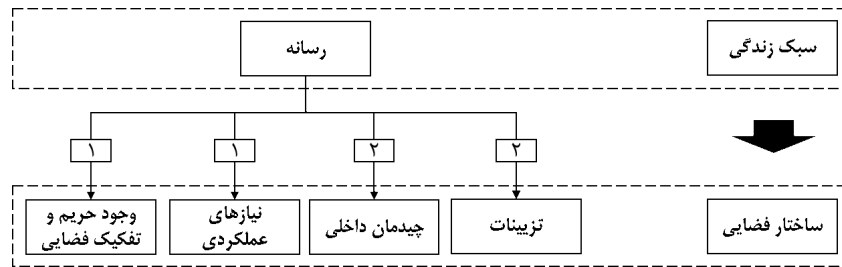 سبک زندگی
رسانه
۲
۲
۱
۱
ساختار فضایی
تزیینات
چیدمان داخلی
نیازهای
عملکردی
وجود حریم و
تفکیک فضایی